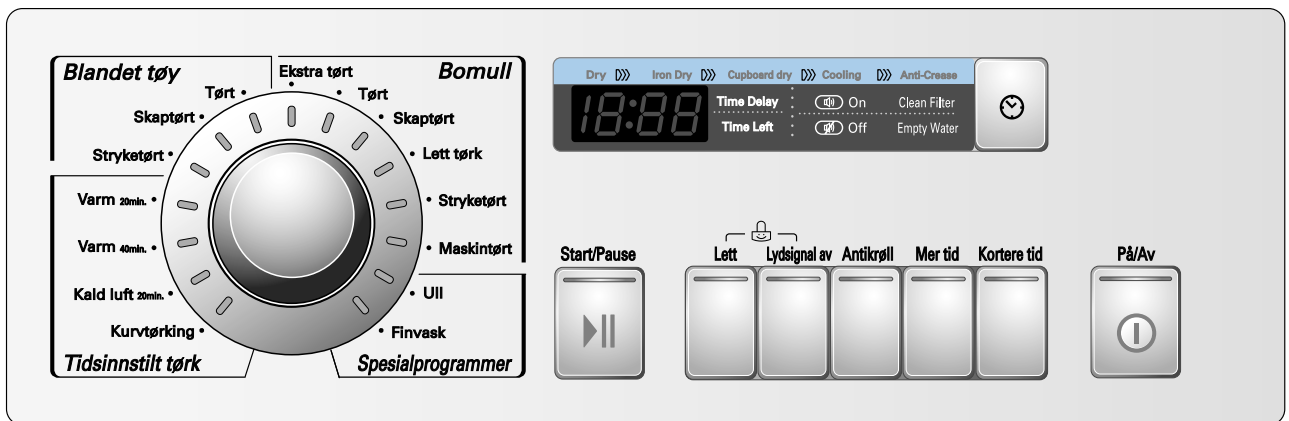 Blandet tøy
Tørt
Skaptørt
Stryketørt
Bomull
Ekstra tørt
Tørt
Skaptørt
Lett tørk
Stryketørt
Maskintørt
Varm 20min.
Varm 40min.
Kald luft 20min.
Kurvtørking
Tidsinnstilt tørk
Ull
Finvask
Spesialprogrammer
Dry Iron Dry Cupboard dry Cooling Anti-Crease
18:88
Time Delay On Clean Filter
Time Left Off Empty Water
Start/Pause Lett Lydsignal av Antikrøll Mer tid Kortere tid På/Av